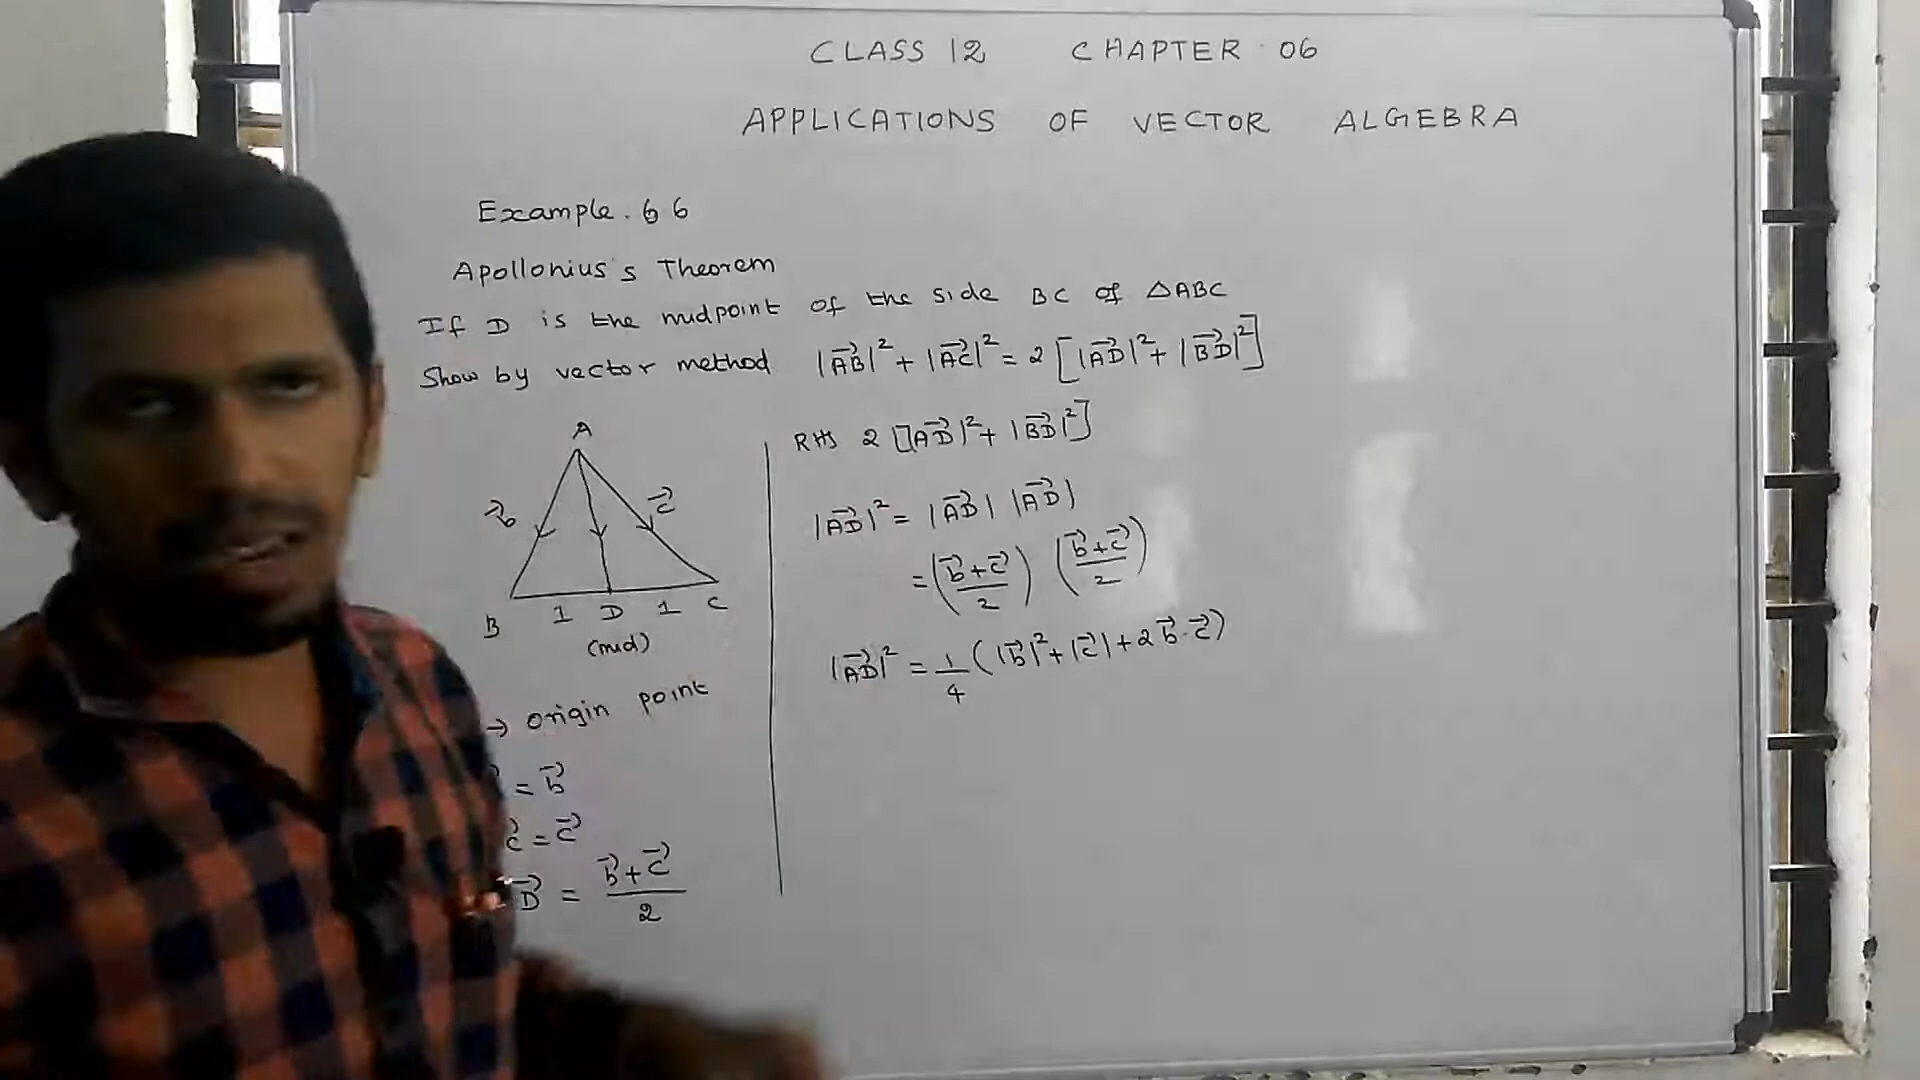 CLASS 12 CHAPTER 06
APPLICATIONS OF VECTOR ALGEBRA
Example. 6 6
Apollonius's Theorem
If D is the midpoint of the side BC of △ABC
Show by vector method |AB⃗|² + |AC⃗|² = 2 [|AD⃗|² + |BD⃗|²]
A
b⃗
c⃗
B 1 D 1 C
(mid)
→ origin point
= b⃗
c⃗ = c⃗
D⃗ = (b⃗ + c⃗)/2
RHS 2 [|AD⃗|² + |BD⃗|²]
|AD⃗|² = |AD⃗| |AD⃗|
= ((b⃗ + c⃗)/2) ((b⃗ + c⃗)/2)
|AD⃗|² = 1/4 (|b⃗|² + |c⃗| + 2 b⃗ . c⃗)